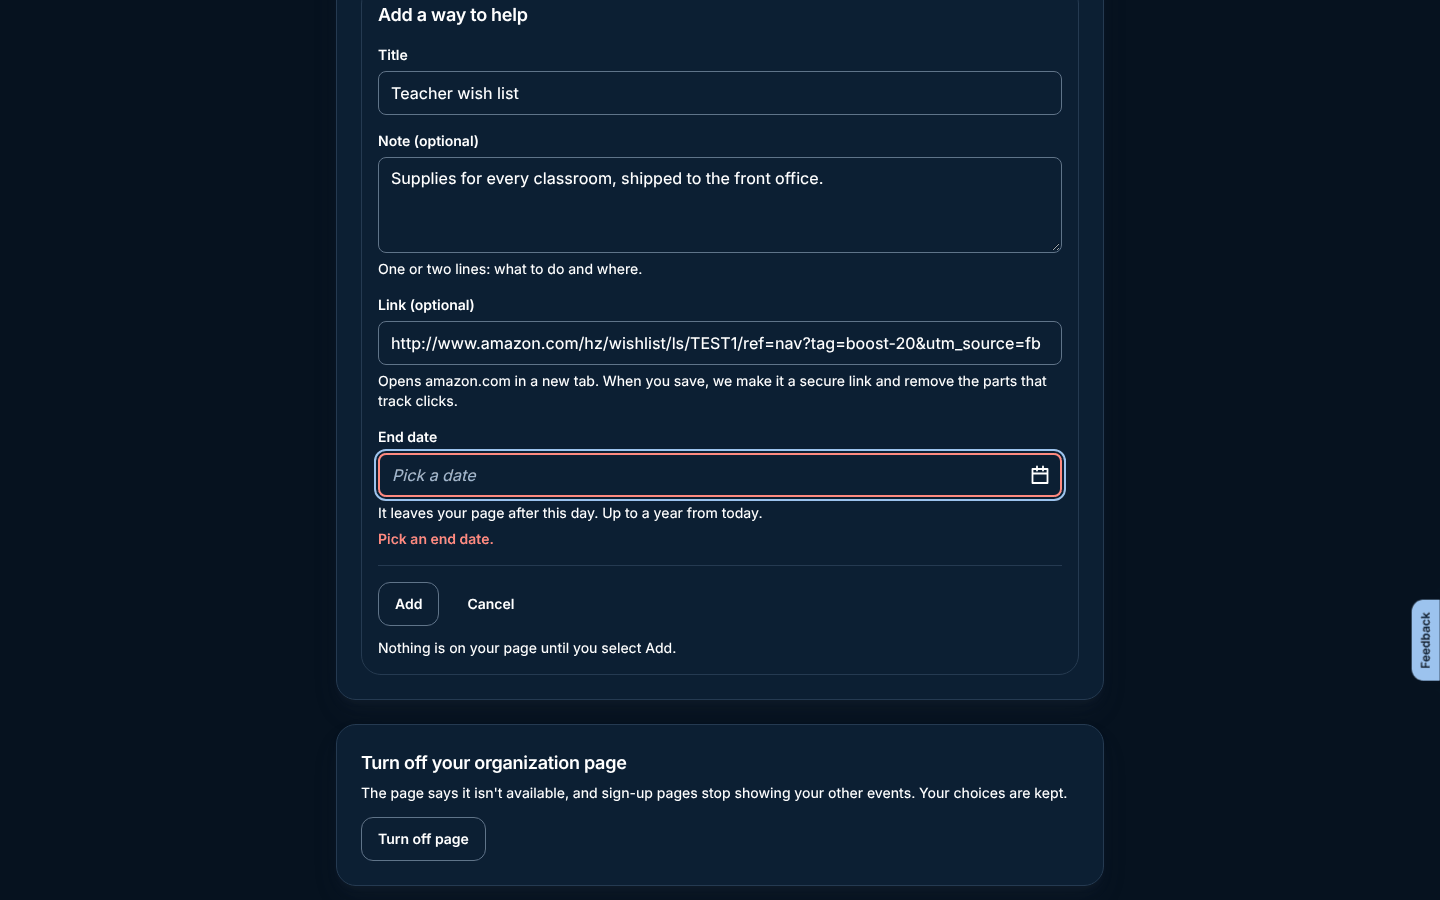 Add a way to help
Title
Teacher wish list
Note (optional)
Supplies for every classroom, shipped to the front office.
One or two lines: what to do and where.
Link (optional)
http://www.amazon.com/hz/wishlist/ls/TEST1/ref=nav?tag=boost-20&utm_source=fb
Opens amazon.com in a new tab. When you save, we make it a secure link and remove the parts that
track clicks.
End date
Pick a date
It leaves your page after this day. Up to a year from today.
Pick an end date.
Add
Cancel
Nothing is on your page until you select Add.
Feedback
Turn off your organization page
The page says it isn't available, and sign-up pages stop showing your other events. Your choices are kept.
Turn off page